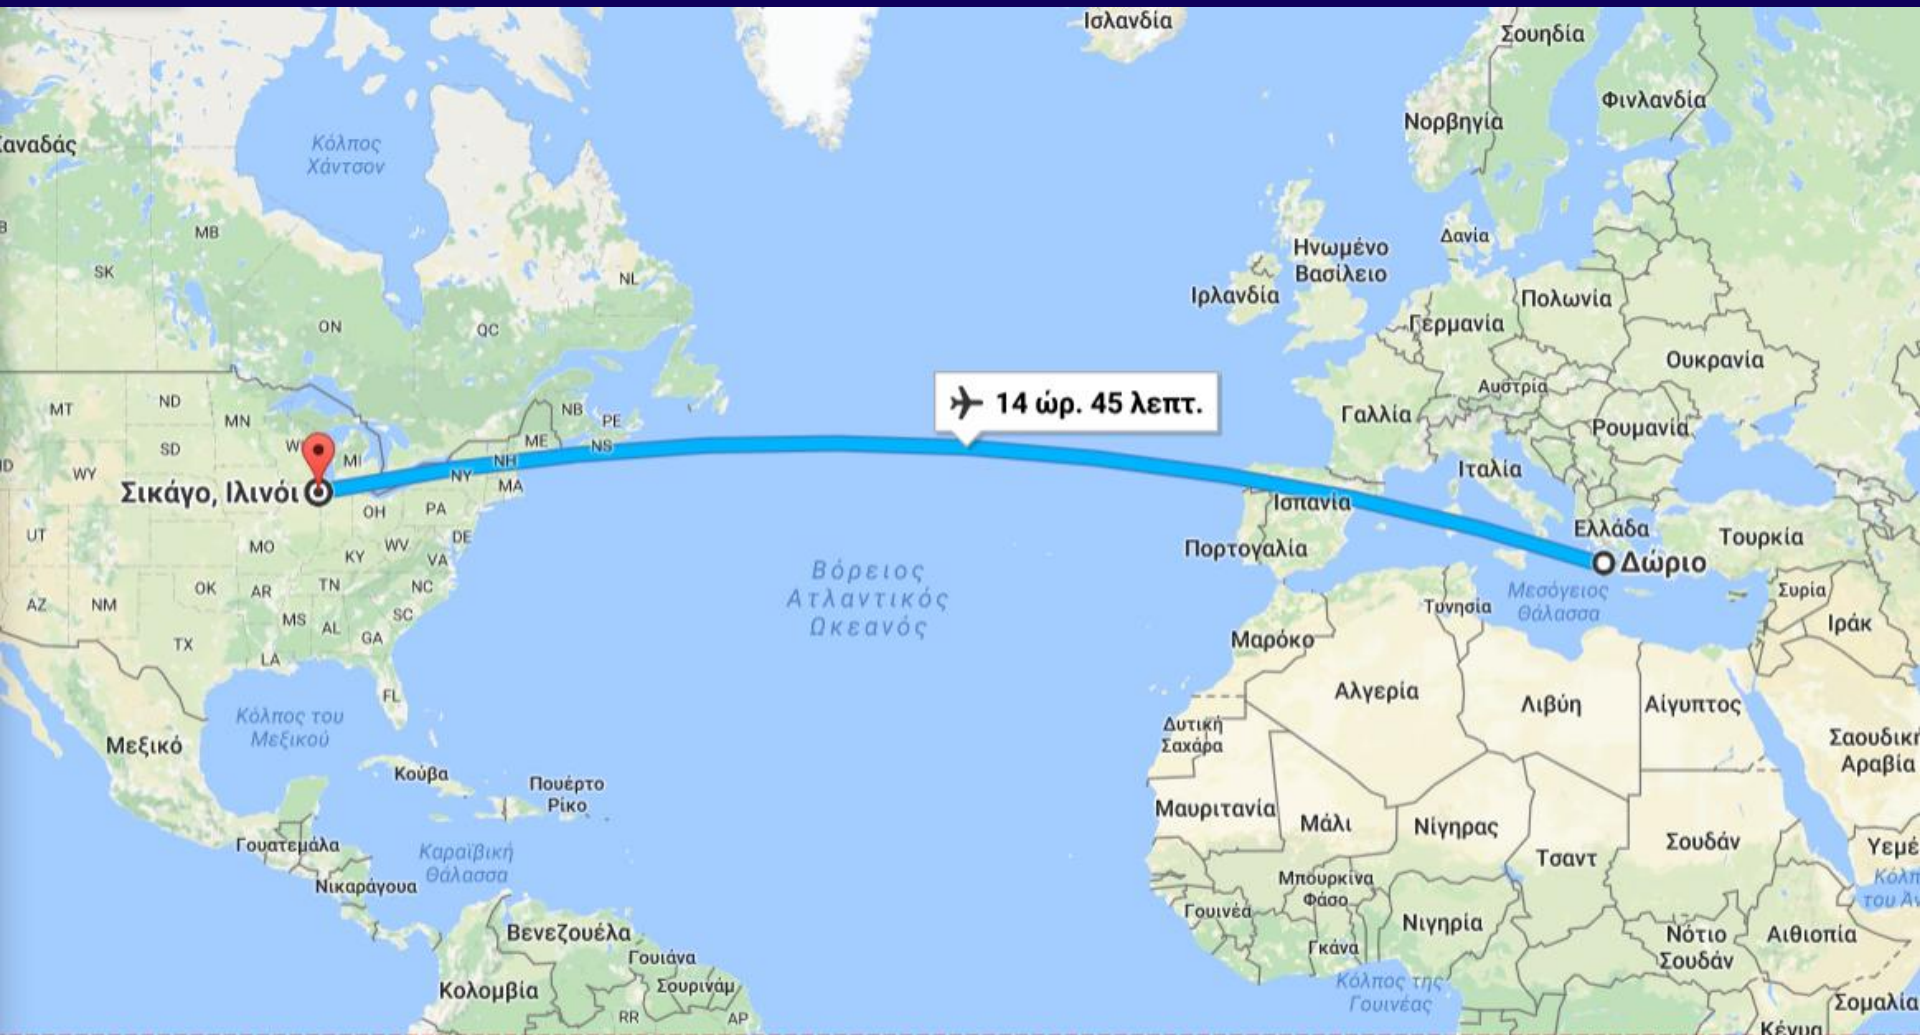 Ισλανδία
Σουηδία
Φινλανδία
Νορβηγία
Κόλπος
Χάντσον
MB
SK
NL
ON
QC
Ηνωμένο
Βασίλειο
Δανία
Ιρλανδία
Πολωνία
Γερμανία
Ουκρανία
Αυστρία
Γαλλία
Ρουμανία
14 ώρ. 45 λεπτ.
MT
ND
MN
NB
PE
SD
MI
ME
NS
WY
NY
NH
MA
Ιταλία
Σικάγο, Ιλινόι
Ισπανία
OH
PA
Ελλάδα
UT
MO
KY
WV
DE
VA
Πορτογαλία
Τουρκία
Δώριο
Βόρειος
Ατλαντικός
Ωκεανός
Μεσόγειος
Θάλασσα
Συρία
AZ
NM
OK
AR
TN
NC
Τυνησία
Ιράκ
MS
AL
GA
SC
TX
LA
Μαρόκο
FL
Αλγερία
Λιβύη
Αίγυπτος
Κόλπος του
Μεξικού
Δυτική
Σαχάρα
Μεξικό
Αραβία
Κούβα
Πουέρτο
Ρίκο
Μαυριτανία
Μάλι
Νίγηρας
Σουδάν
Τσαντ
Γουατεμάλα
Καραϊβική
Θάλασσα
Νικαράγουα
Μπουρκίνα
Φάσο
Γουινέα
Νιγηρία
Γκάνα
Νότιο
Σουδάν
Αιθιοπία
Βενεζουέλα
Γουιάνα
Κολομβία
Σουρινάμ
Κόλπος της
Γουινέας
RR
AP
Σομαλία
Κένυα